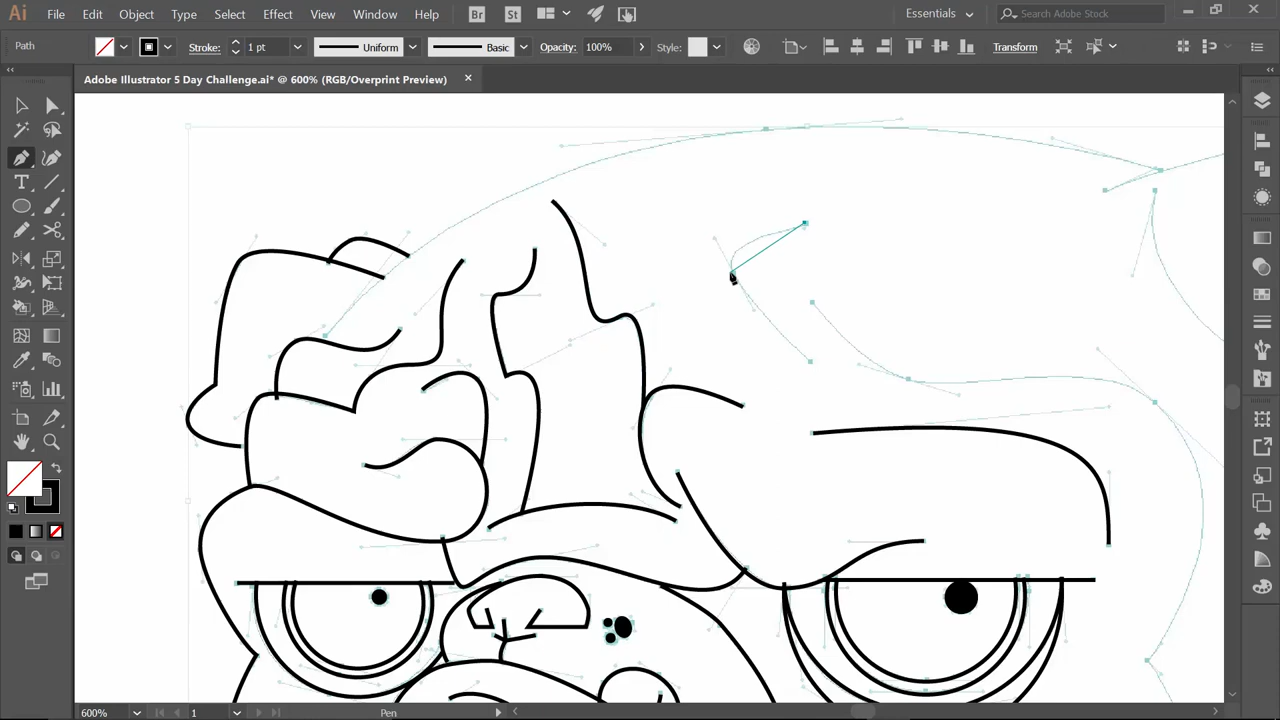 Ai File Edit Object Type Select Effect View Window Help Br St Essentials Search Adobe Stock
Path Stroke: 1 pt Uniform Basic Opacity: 100% Style: Transform
Adobe Illustrator 5 Day Challenge.ai* @ 600% (RGB/Overprint Preview)
600% 1 Pen